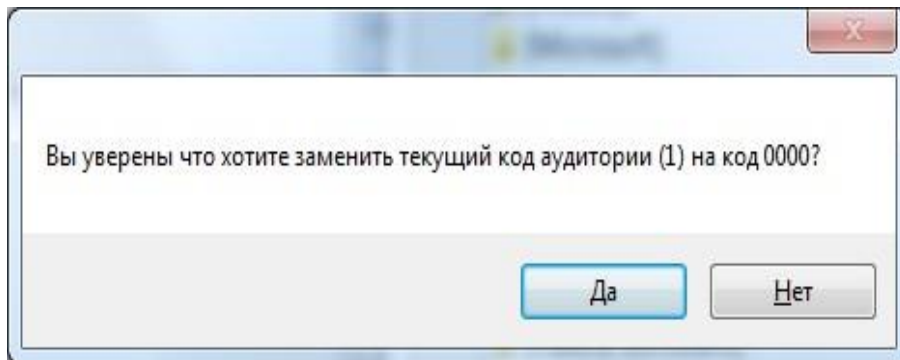 Вы уверены что хотите заменить текущий код аудитории (1) на код 0000?
Да
Нет